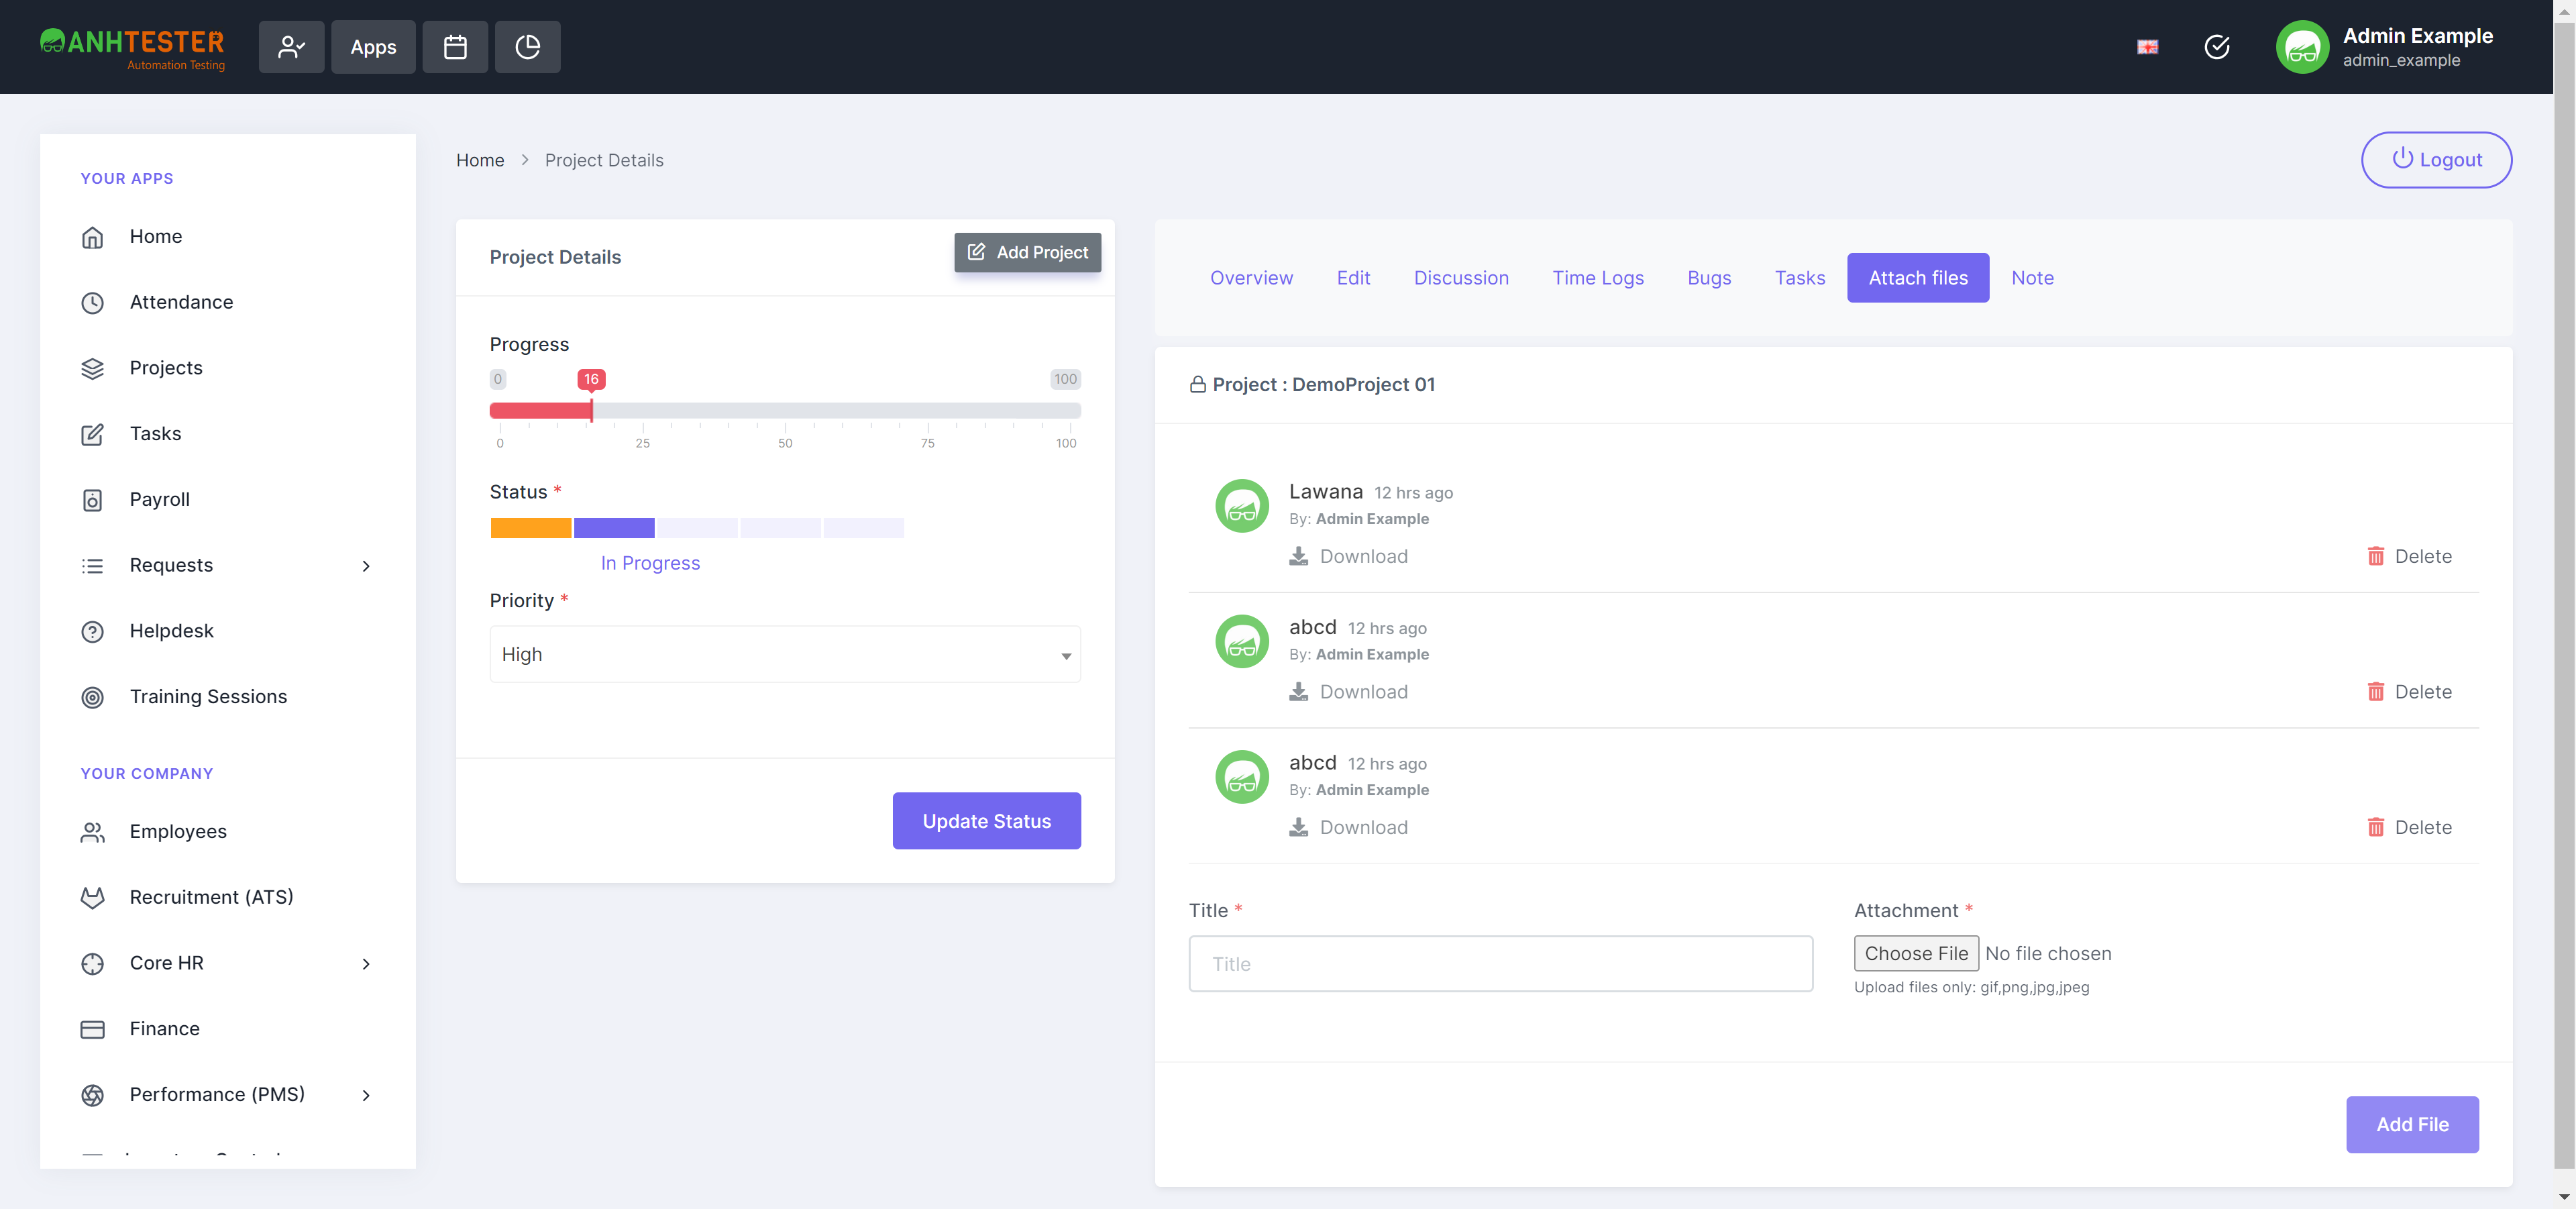 ANHTESTER
Automation Testing
Apps
Admin Example
admin_example
YOUR APPS
Home
Attendance
Projects
Tasks
Payroll
Requests
Helpdesk
Training Sessions
YOUR COMPANY
Employees
Recruitment (ATS)
Core HR
Finance
Performance (PMS)
Home > Project Details
Logout
Project Details
Add Project
Progress
0 16 100
0 25 50 75 100
Status *
In Progress
Priority *
High
Update Status
Overview Edit Discussion Time Logs Bugs Tasks Attach files Note
Project : DemoProject 01
Lawana 12 hrs ago
By: Admin Example
Download Delete
abcd 12 hrs ago
By: Admin Example
Download Delete
abcd 12 hrs ago
By: Admin Example
Download Delete
Title *
Title
Attachment *
Choose File No file chosen
Upload files only: gif,png,jpg,jpeg
Add File